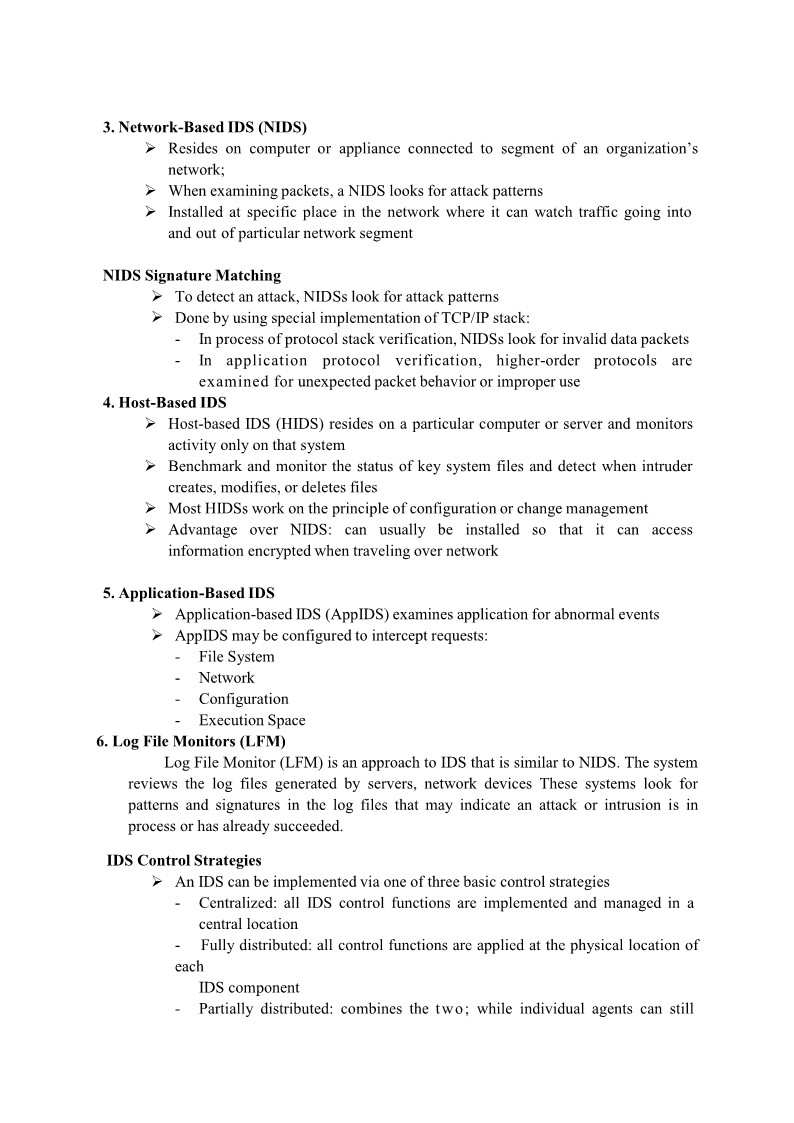 3. Network-Based IDS (NIDS)
➢ Resides on computer or appliance connected to segment of an organization’s
network;
➢ When examining packets, a NIDS looks for attack patterns
➢ Installed at specific place in the network where it can watch traffic going into
and out of particular network segment
NIDS Signature Matching
➢ To detect an attack, NIDSs look for attack patterns
➢ Done by using special implementation of TCP/IP stack:
- In process of protocol stack verification, NIDSs look for invalid data packets
- In application protocol verification, higher-order protocols are
examined for unexpected packet behavior or improper use
4. Host-Based IDS
➢ Host-based IDS (HIDS) resides on a particular computer or server and monitors
activity only on that system
➢ Benchmark and monitor the status of key system files and detect when intruder
creates, modifies, or deletes files
➢ Most HIDSs work on the principle of configuration or change management
➢ Advantage over NIDS: can usually be installed so that it can access
information encrypted when traveling over network
5. Application-Based IDS
➢ Application-based IDS (AppIDS) examines application for abnormal events
➢ AppIDS may be configured to intercept requests:
- File System
- Network
- Configuration
- Execution Space
6. Log File Monitors (LFM)
Log File Monitor (LFM) is an approach to IDS that is similar to NIDS. The system
reviews the log files generated by servers, network devices These systems look for
patterns and signatures in the log files that may indicate an attack or intrusion is in
process or has already succeeded.
IDS Control Strategies
➢ An IDS can be implemented via one of three basic control strategies
- Centralized: all IDS control functions are implemented and managed in a
central location
- Fully distributed: all control functions are applied at the physical location of
each
IDS component
- Partially distributed: combines the two; while individual agents can still